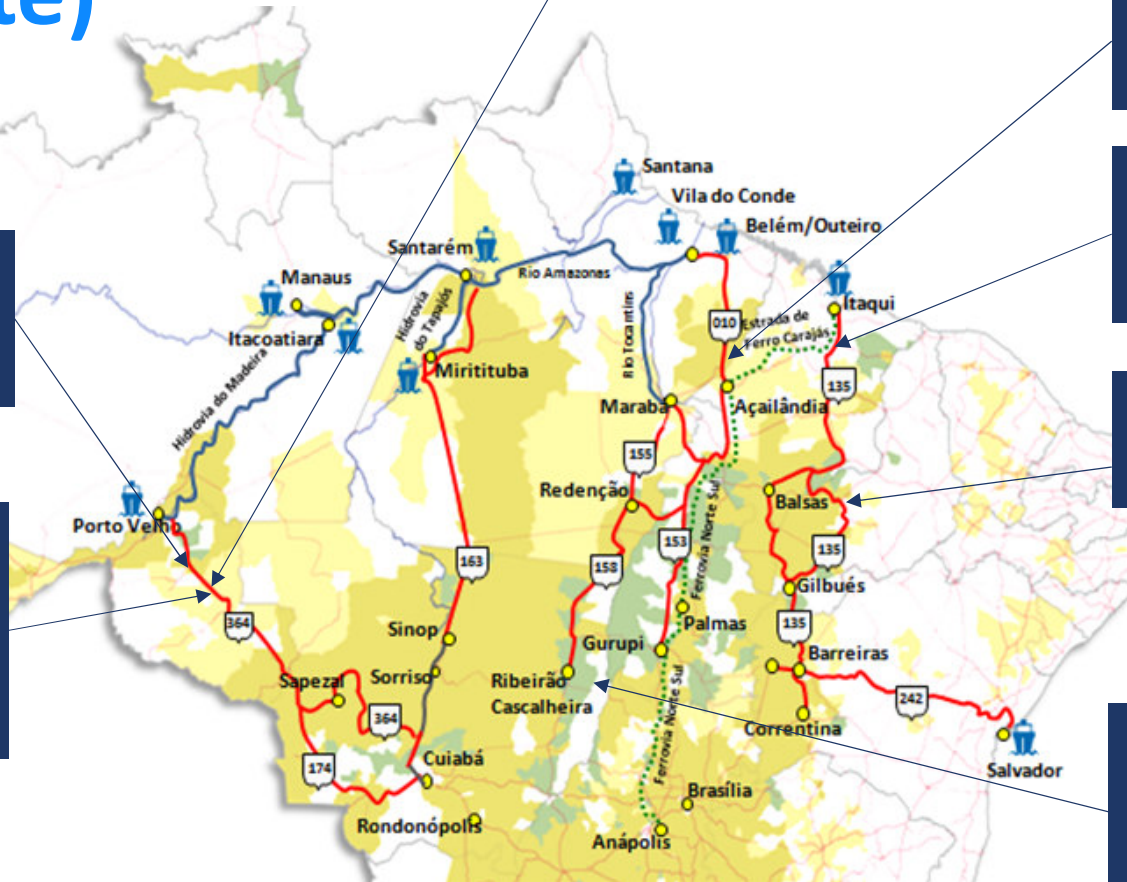 te)
Santana
Vila do Conde
Belém/Outeiro
Santarém
Rio Amazonas
Manaus
Itaqui
Itacoatiara
Hidrovia
do Tapajós
Rio Tocantins
010
Estrada de
Ferro Carajás
Hidrovia do Madeira
Miritituba
135
Marabá
Açailândia
155
Redenção
Balsas
Porto Velho
163
158
153
Ferrovia Norte Sul
135
Gilbués
364
Sinop
Gurupi
Palmas
135
Barreiras
Sapezal
Sorriso
Ribeirão
Cascalheira
Ferrovia Norte Sul
242
364
Correntina
174
Cuiabá
Salvador
Brasília
Rondonópolis
Anápolis